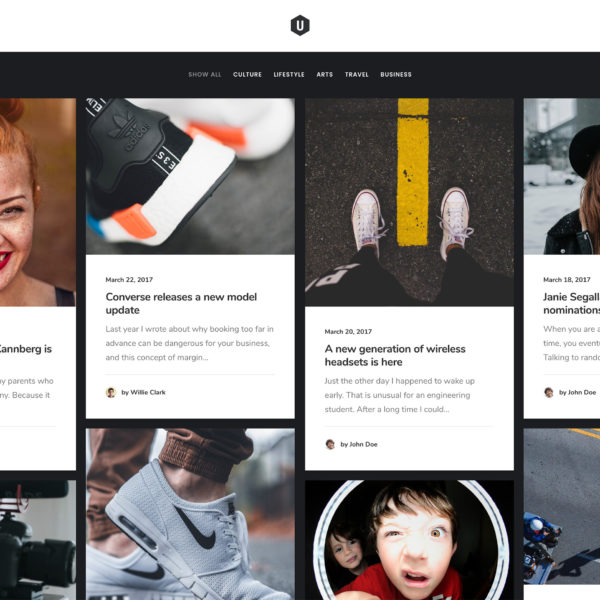 U
SHOW ALL CULTURE LIFESTYLE ARTS TRAVEL BUSINESS
adidas
March 22, 2017
Converse releases a new model
update
Last year I wrote about why booking too far in
advance can be dangerous for your business,
and this concept of margin...
by Willie Clark
March 20, 2017
A new generation of wireless
headsets is here
Just the other day I happened to wake up
early. That is unusual for an engineering
student. After a long time I could...
by John Doe
March 18, 2017
Janie Segall
nominations
When you are a
time, you eventu
Talking to rando
by John Doe
Kannberg is
ny parents who
ny. Because it